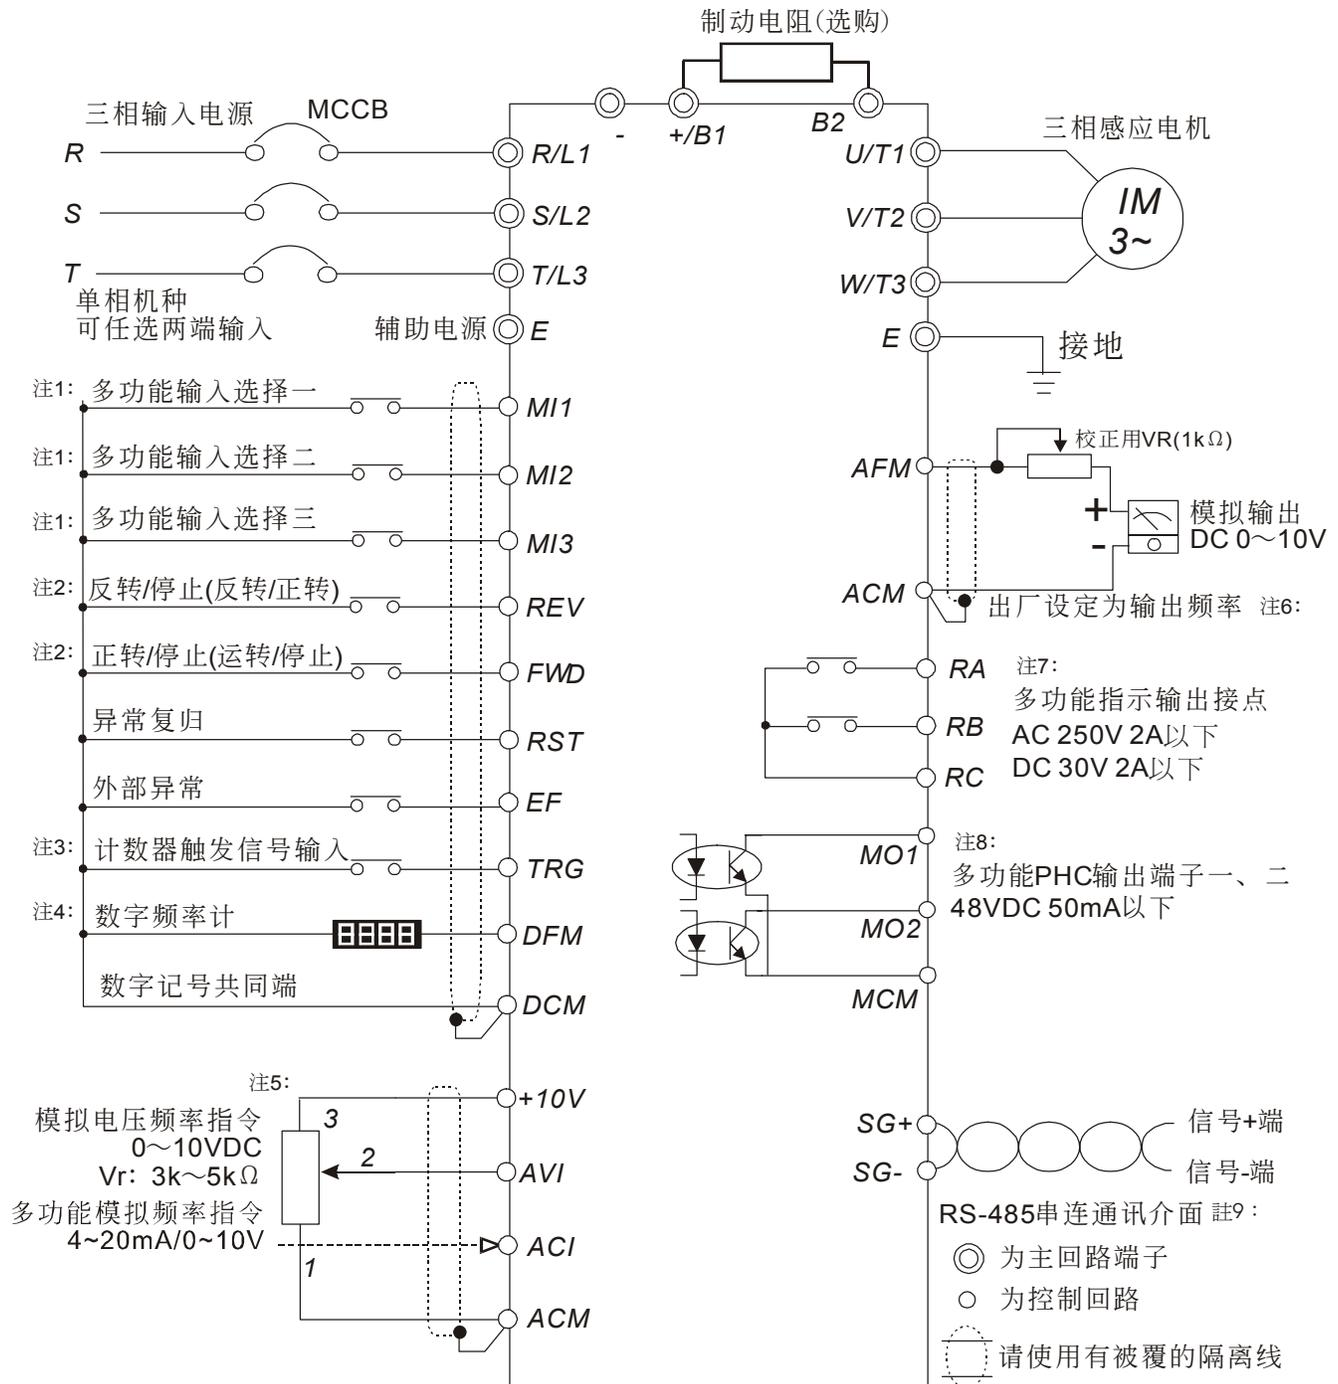 制动电阻(选购)
三相输入电源
MCCB
-
+/B1
B2
三相感应电机
R
R/L1
U/T1
IM
3~
S
S/L2
V/T2
T
T/L3
W/T3
单相机种
可任选两端输入
辅助电源
E
E
接地
注1:
多功能输入选择一
MI1
注1:
多功能输入选择二
MI2
注1:
多功能输入选择三
MI3
注2:
反转/停止(反转/正转)
REV
注2:
正转/停止(运转/停止)
FWD
异常复归
RST
外部异常
EF
注3:
计数器触发信号输入
TRG
注4:
数字频率计
8888
DFM
数字记号共同端
DCM
校正用VR(1kΩ)
AFM
+
-
模拟输出
DC 0～10V
ACM
出厂设定为输出频率 注6:
RA
注7:
多功能指示输出接点
RB
AC 250V 2A以下
DC 30V 2A以下
RC
MO1
注8:
多功能PHC输出端子一、二
48VDC 50mA以下
MO2
MCM
注5:
+10V
模拟电压频率指令
0～10VDC
Vr: 3k～5kΩ
3
2
AVI
多功能模拟频率指令
4~20mA/0~10V
ACI
1
ACM
SG+
信号+端
SG-
信号-端
RS-485串连通讯介面 註9:
为主回路端子
为控制回路
请使用有被覆的隔离线